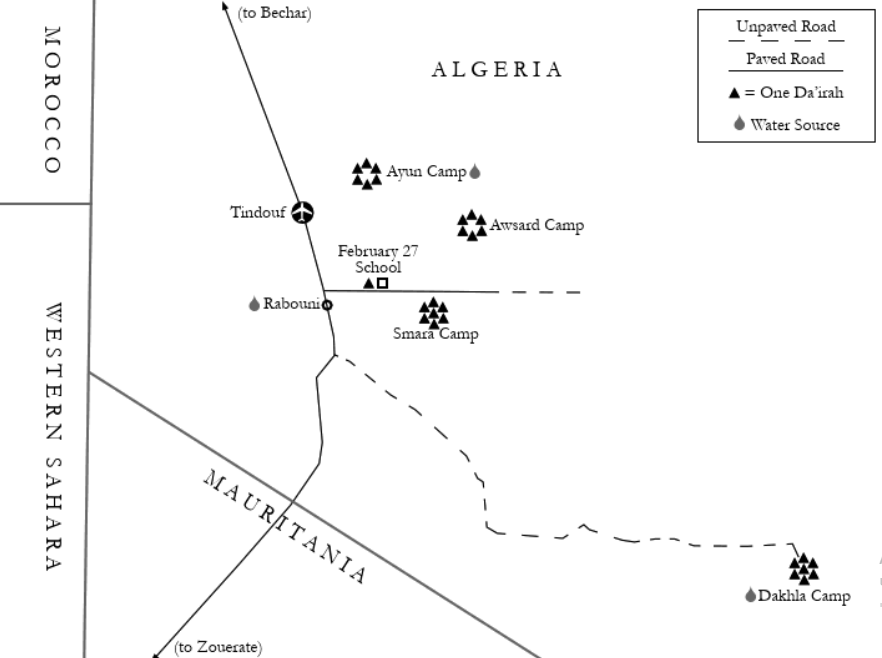 (to Bechar)
MOROCCO
ALGERIA
Unpaved Road
Paved Road
= One Da'irah
Water Source
Ayun Camp
Tindouf
Awsard Camp
February 27
School
Rabouni
Smara Camp
WESTERN SAHARA
MAURITANIA
Dakhla Camp
(to Zouerate)